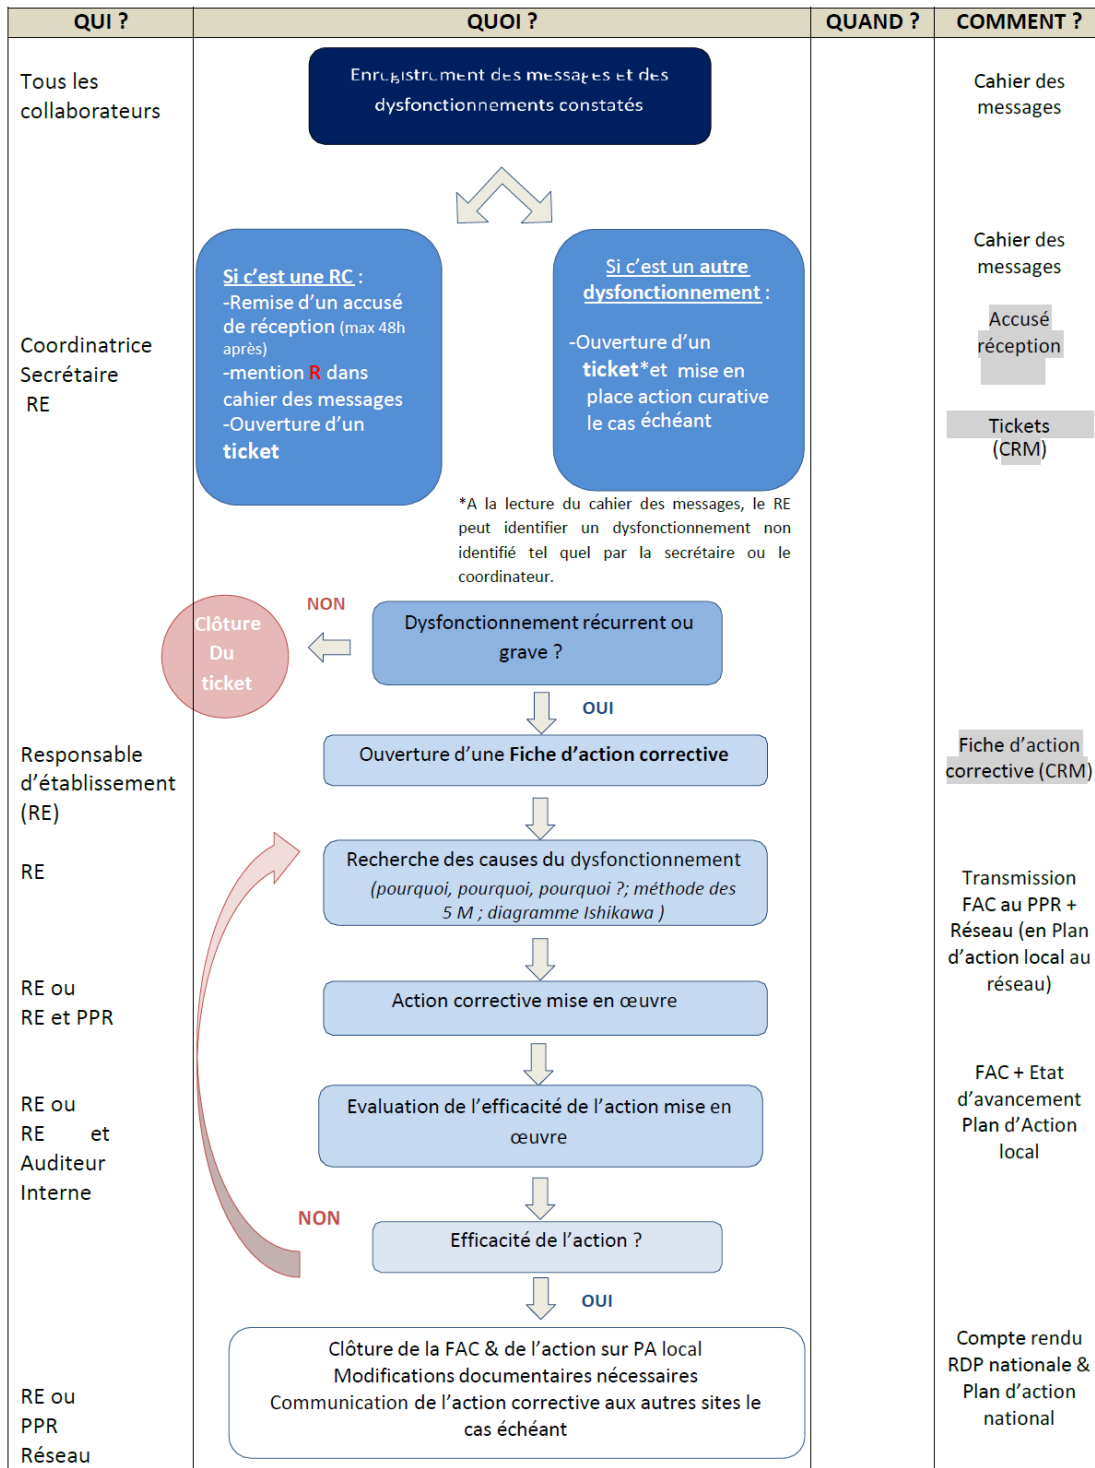 QUI ?
QUOI ?
QUAND ?
COMMENT ?
Tous les
collaborateurs
Enregistrement des messages et des
dysfonctionnements constatés
Cahier des
messages
Coordinatrice
Secrétaire
RE
Si c’est une RC :
-Remise d’un accusé
de réception (max 48h
après)
-mention R dans
cahier des messages
-Ouverture d’un
ticket
Si c’est un autre
dysfonctionnement :
-Ouverture d’un
ticket*et mise en
place action curative
le cas échéant
Cahier des
messages
Accusé
réception
Tickets
(CRM)
*A la lecture du cahier des messages, le RE
peut identifier un dysfonctionnement non
identifié tel quel par la secrétaire ou le
coordinateur.
Clôture
Du
ticket
NON
Dysfonctionnement récurrent ou
grave ?
OUI
Responsable
d’établissement
(RE)
Ouverture d’une Fiche d’action corrective
Fiche d’action
corrective (CRM)
RE
Recherche des causes du dysfonctionnement
(pourquoi, pourquoi, pourquoi ?; méthode des
5 M ; diagramme Ishikawa )
Transmission
FAC au PPR +
Réseau (en Plan
d’action local au
réseau)
RE ou
RE et PPR
Action corrective mise en œuvre
RE ou
RE et
Auditeur
Interne
Evaluation de l’efficacité de l’action mise en
œuvre
FAC + Etat
d’avancement
Plan d’Action
local
NON
Efficacité de l’action ?
OUI
RE ou
PPR
Réseau
Clôture de la FAC & de l’action sur PA local
Modifications documentaires nécessaires
Communication de l’action corrective aux autres sites le
cas échéant
Compte rendu
RDP nationale &
Plan d’action
national